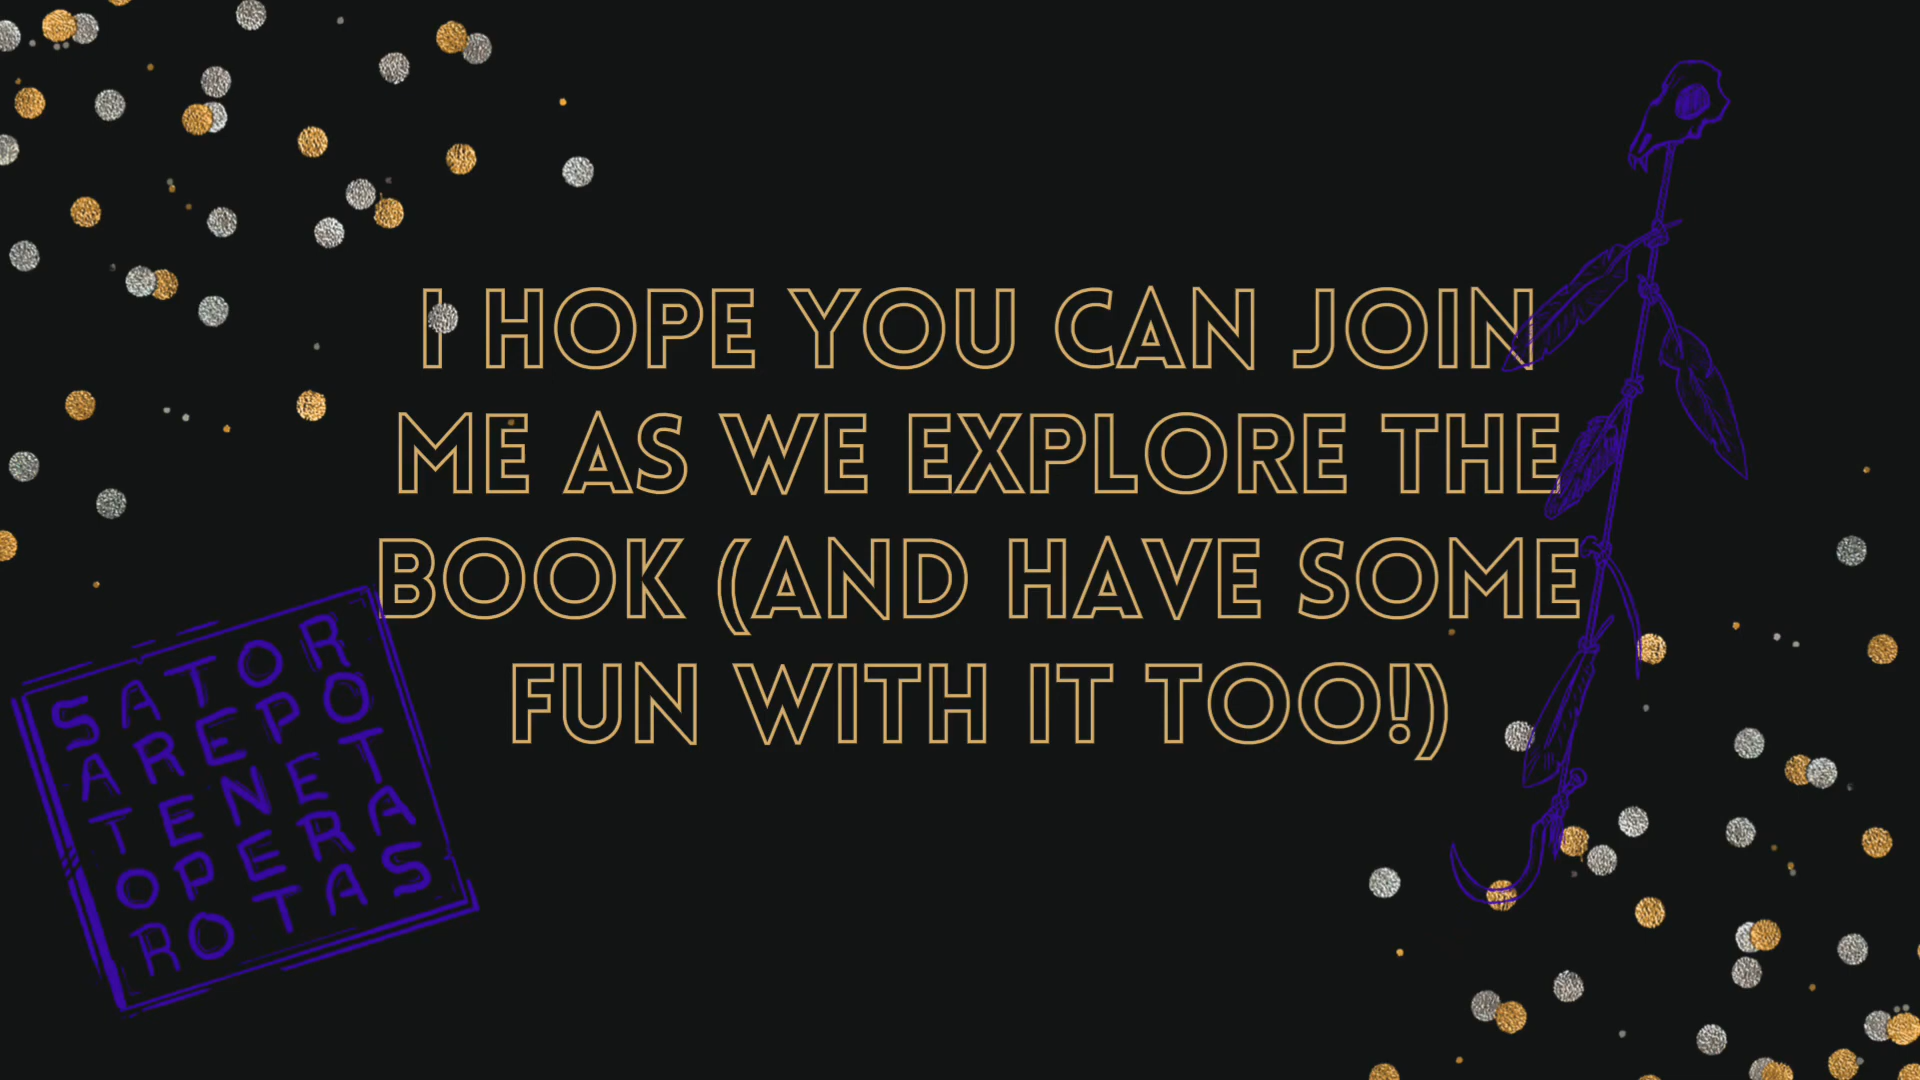 I HOPE YOU CAN JOIN
ME AS WE EXPLORE THE
BOOK (AND HAVE SOME
FUN WITH IT TOO!)
SATOR
AREPO
TENET
OPERA
ROTAS